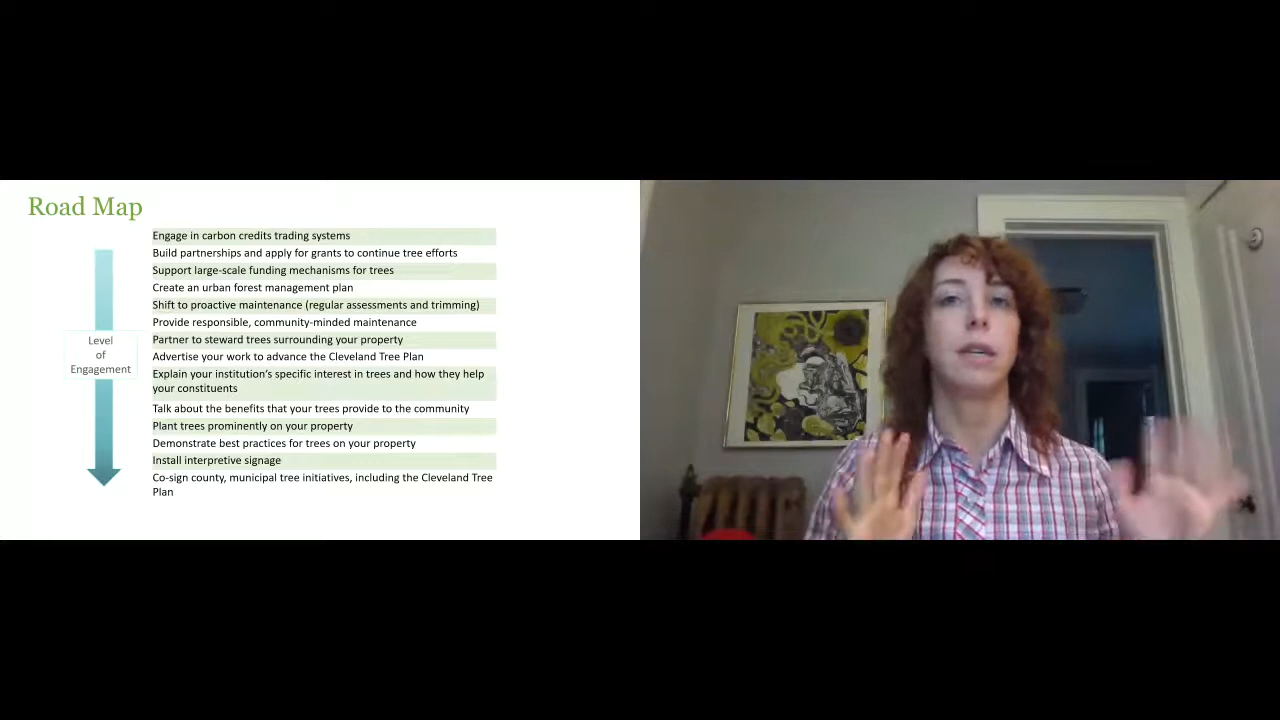 Road Map
Engage in carbon credits trading systems
Build partnerships and apply for grants to continue tree efforts
Support large-scale funding mechanisms for trees
Create an urban forest management plan
Shift to proactive maintenance (regular assessments and trimming)
Provide responsible, community-minded maintenance
Partner to steward trees surrounding your property
Advertise your work to advance the Cleveland Tree Plan
Explain your institution's specific interest in trees and how they help
your constituents
Talk about the benefits that your trees provide to the community
Plant trees prominently on your property
Demonstrate best practices for trees on your property
Install interpretive signage
Co-sign county, municipal tree initiatives, including the Cleveland Tree
Plan
Level
of
Engagement